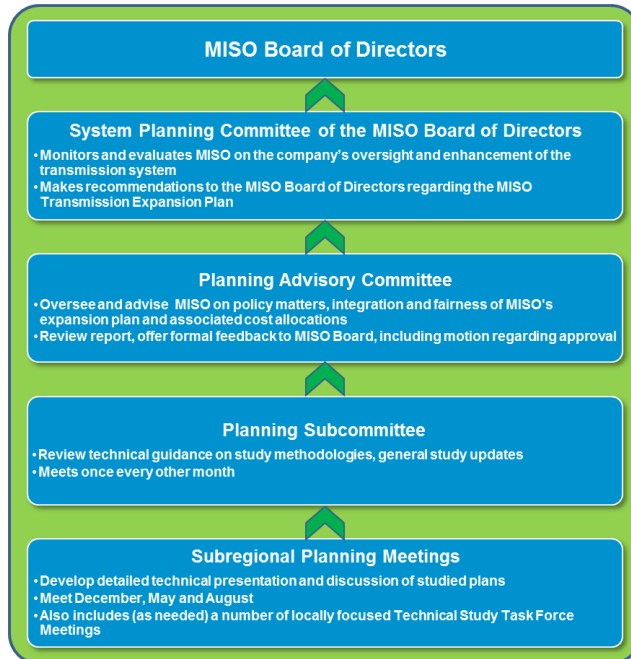 MISO Board of Directors
System Planning Committee of the MISO Board of Directors
• Monitors and evaluates MISO on the company's oversight and enhancement of the
transmission system
• Makes recommendations to the MISO Board of Directors regarding the MISO
Transmission Expansion Plan
Planning Advisory Committee
• Oversee and advise MISO on policy matters, integration and fairness of MISO's
expansion plan and associated cost allocations
• Review report, offer formal feedback to MISO Board, including motion regarding approval
Planning Subcommittee
• Review technical guidance on study methodologies, general study updates
• Meets once every other month
Subregional Planning Meetings
• Develop detailed technical presentation and discussion of studied plans
• Meet December, May and August
• Also includes (as needed) a number of locally focused Technical Study Task Force
Meetings